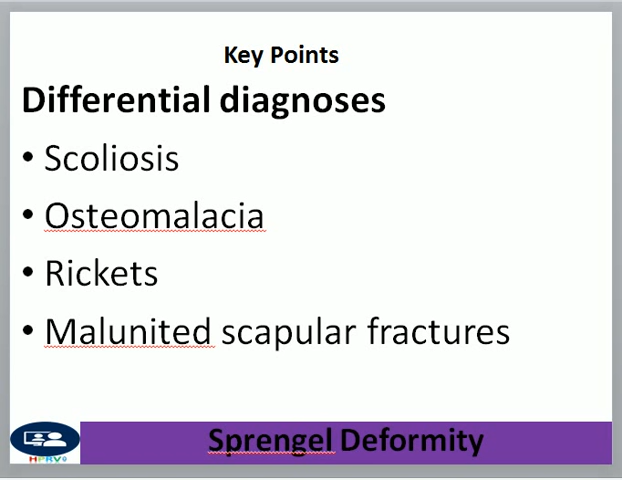 Key Points
Differential diagnoses
• Scoliosis
• Osteomalacia
• Rickets
• Malunited scapular fractures
Sprengel Deformity